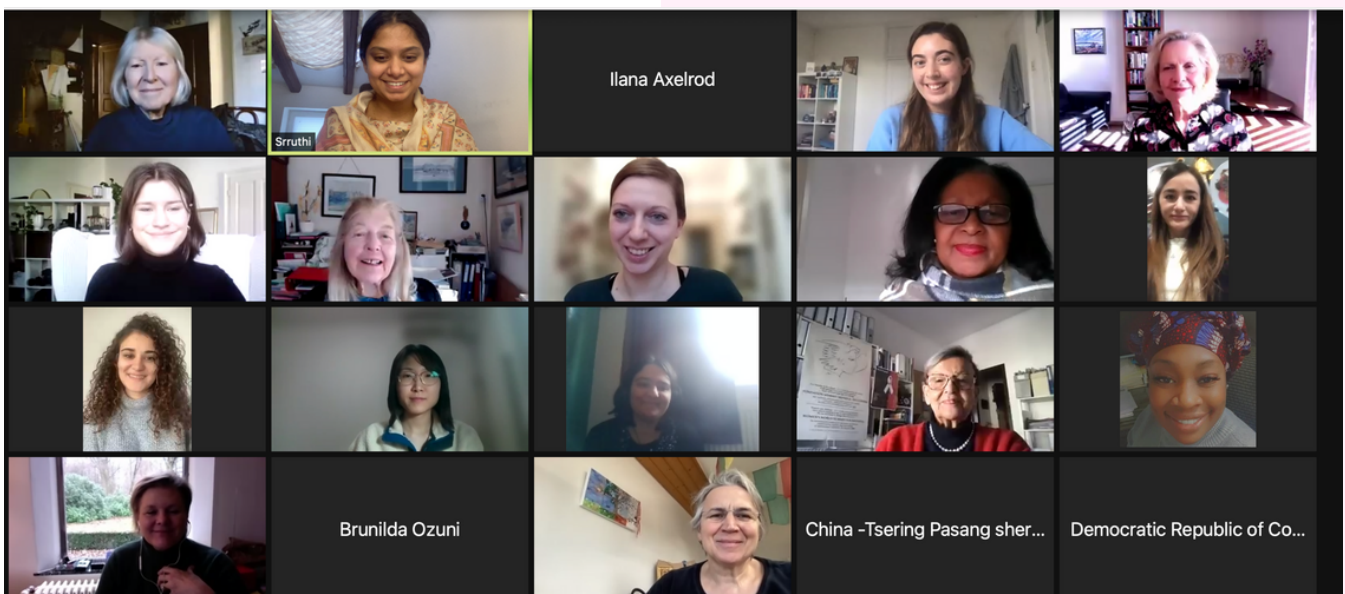 Ilana Axelrod
Srruthi
Brunilda Ozuni
China -Tsering Pasang sher...
Democratic Republic of Co...